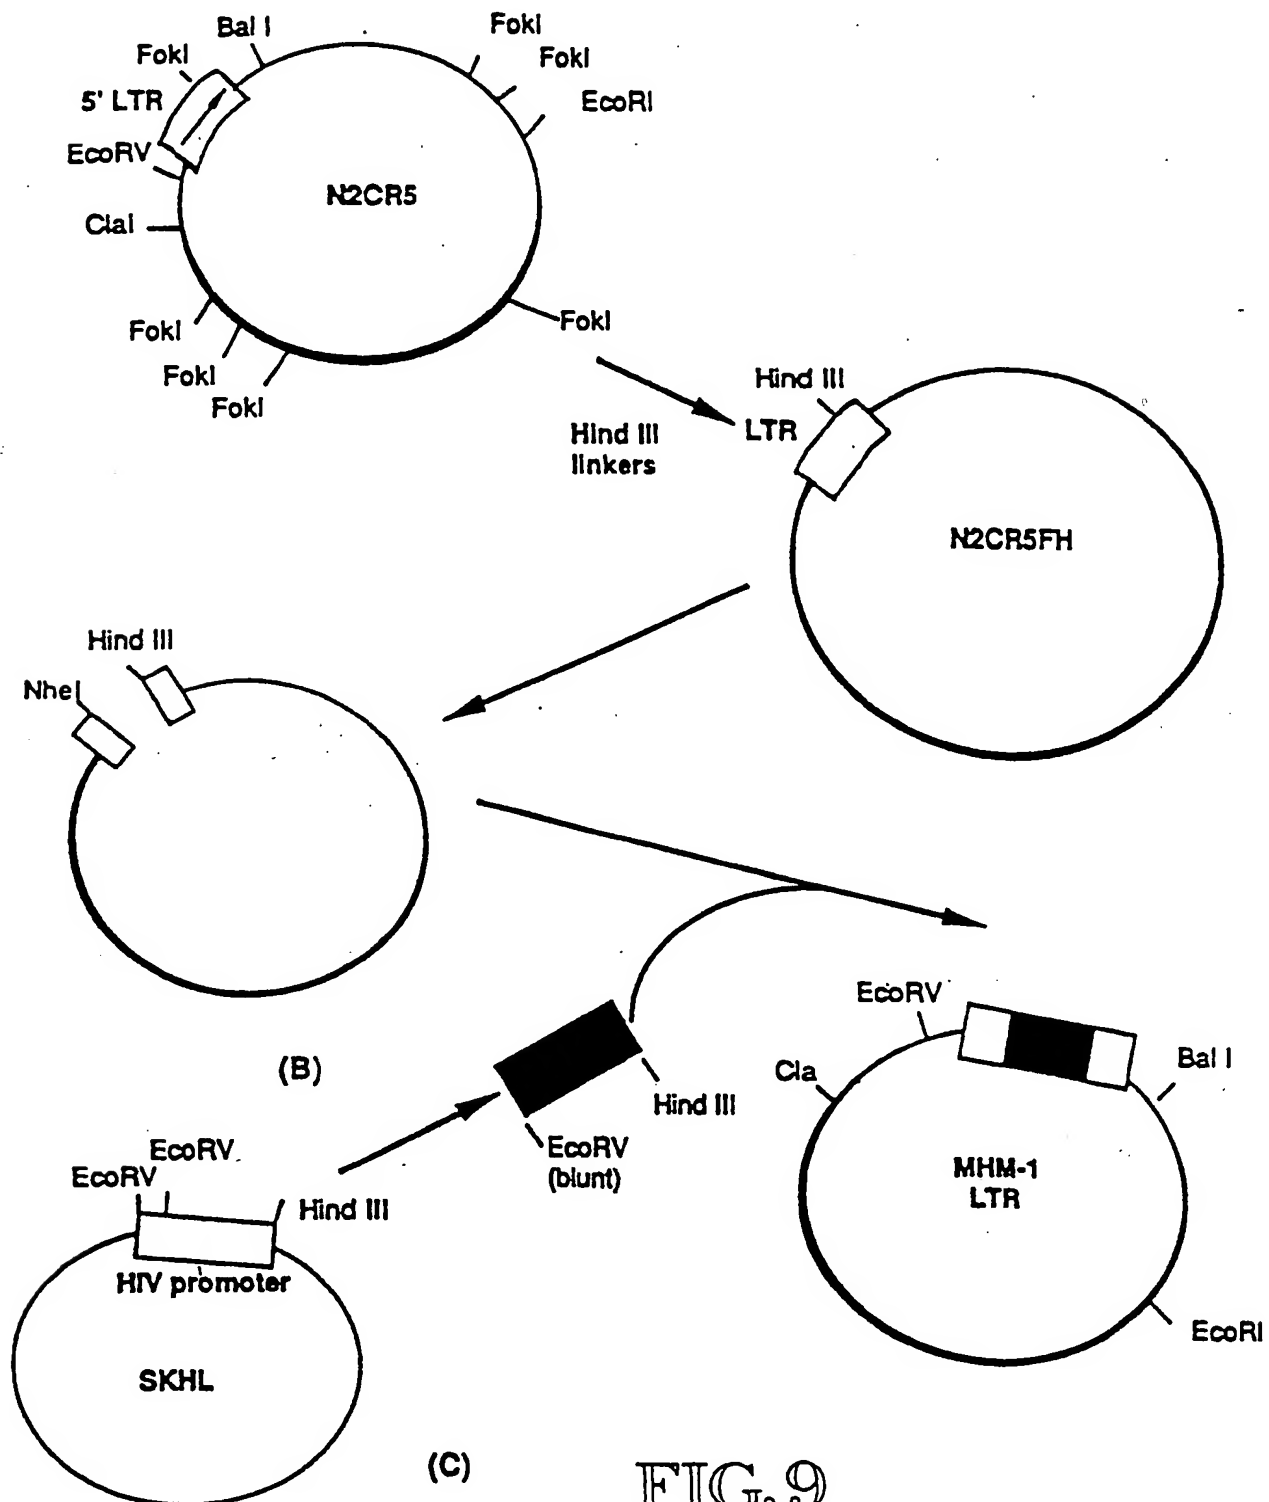 Bal I
FokI
FokI
FokI
5' LTR
EcoRI
EcoRV
N2CR5
ClaI
FokI
FokI
FokI
FokI
Hind III
linkers
Hind III
LTR
N2CR5FH
Hind III
NheI
(B)
EcoRV
Cla
Bal I
Hind III
EcoRV
(blunt)
MHM-1
LTR
EcoRI
EcoRV
EcoRV
Hind III
HIV promoter
SKHL
(C)
FIG. 9